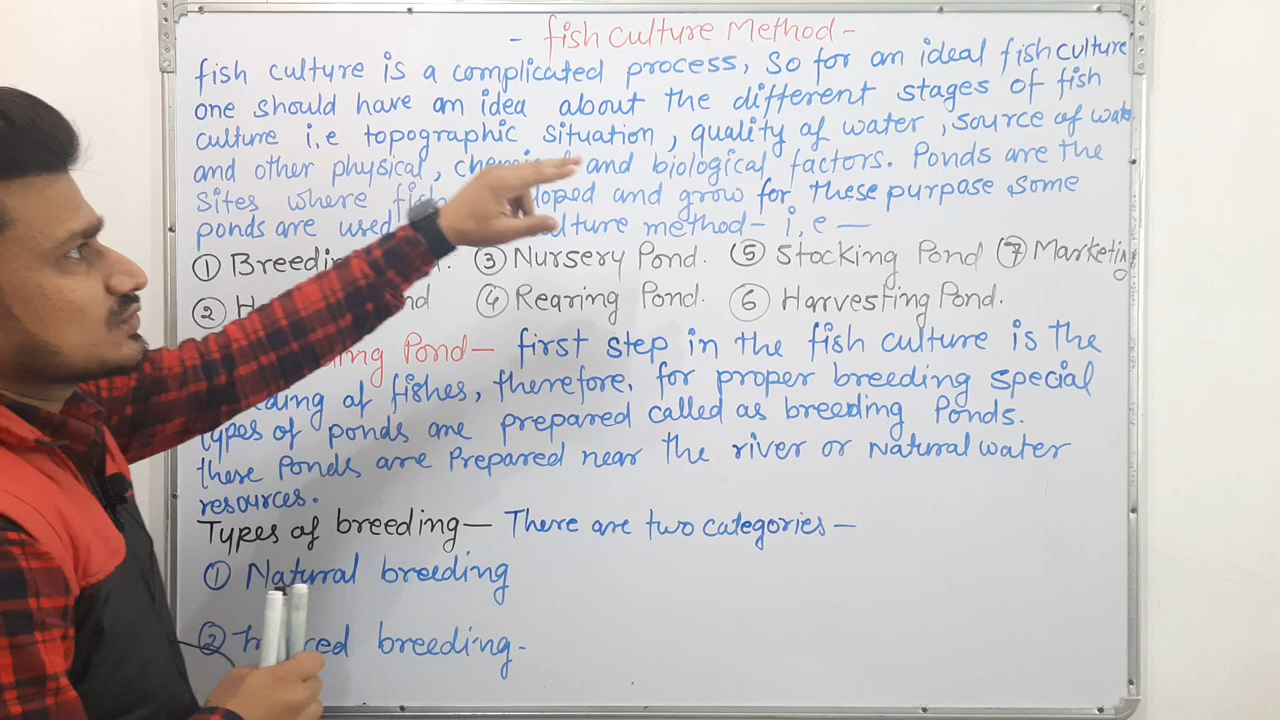 - fish culture Method -
fish culture is a complicated process, So for an ideal fish culture
one should have an idea about the different stages of fish
culture i.e topographic situation, quality of water, source of water
and other physical, and biological factors. Ponds are the
sites where and grow for these purpose some
ponds are used method - i,e —
① ③ Nursery Pond. ⑤ Stocking Pond ⑦ Marketing
② ④ Rearing Pond. ⑥ Harvesting Pond.
Pond — first step in the fish culture is the
of fishes, therefore, for proper breeding special
types of ponds are prepared called as breeding Ponds.
these Ponds are Prepared near the river or Natural water
resources.
Types of breeding — There are two categories —
① Natural breeding
② breeding -